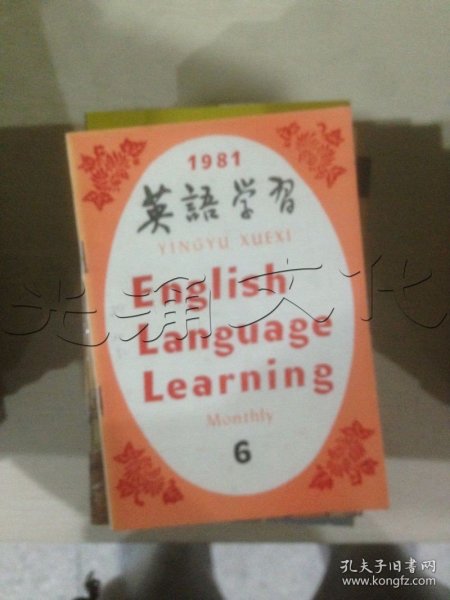 1981
英語学習
YINGYU XUEXI
English
Language
Learning
Monthly
6
孔夫子旧书网
www.kongfz.com